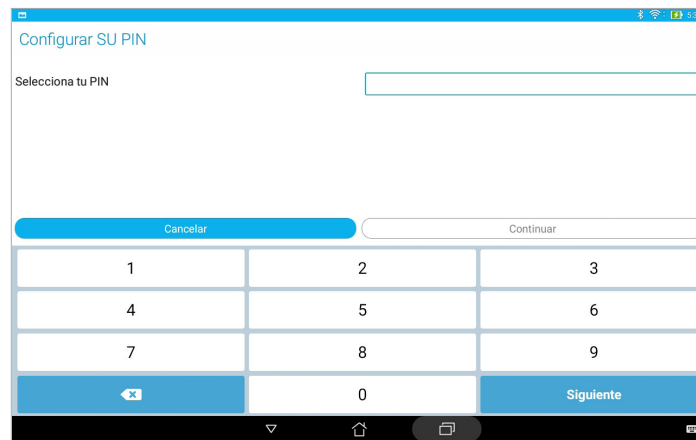 Configurar SU PIN
Selecciona tu PIN
Cancelar
Continuar
1 2 3
4 5 6
7 8 9
0 Siguiente